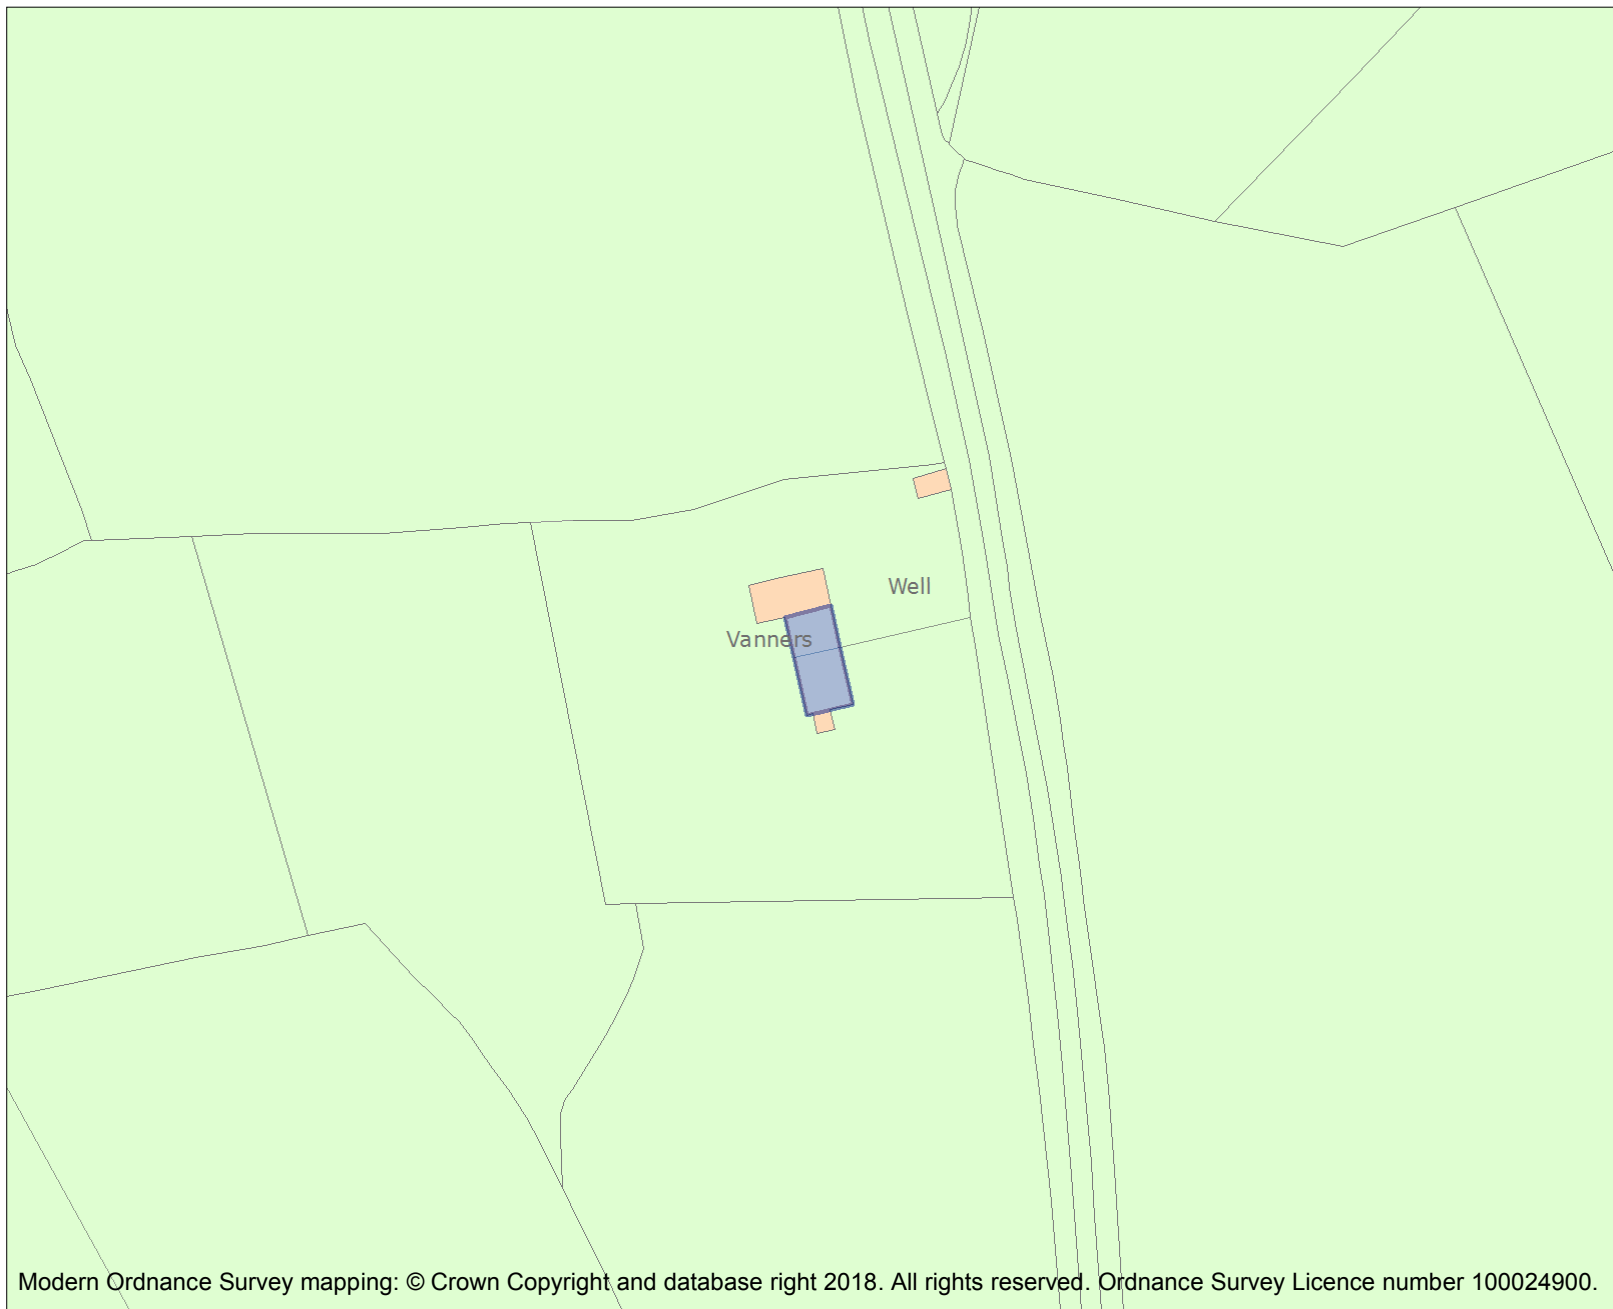 Well
Vanners
Modern Ordnance Survey mapping: © Crown Copyright and database right 2018. All rights reserved. Ordnance Survey Licence number 100024900.